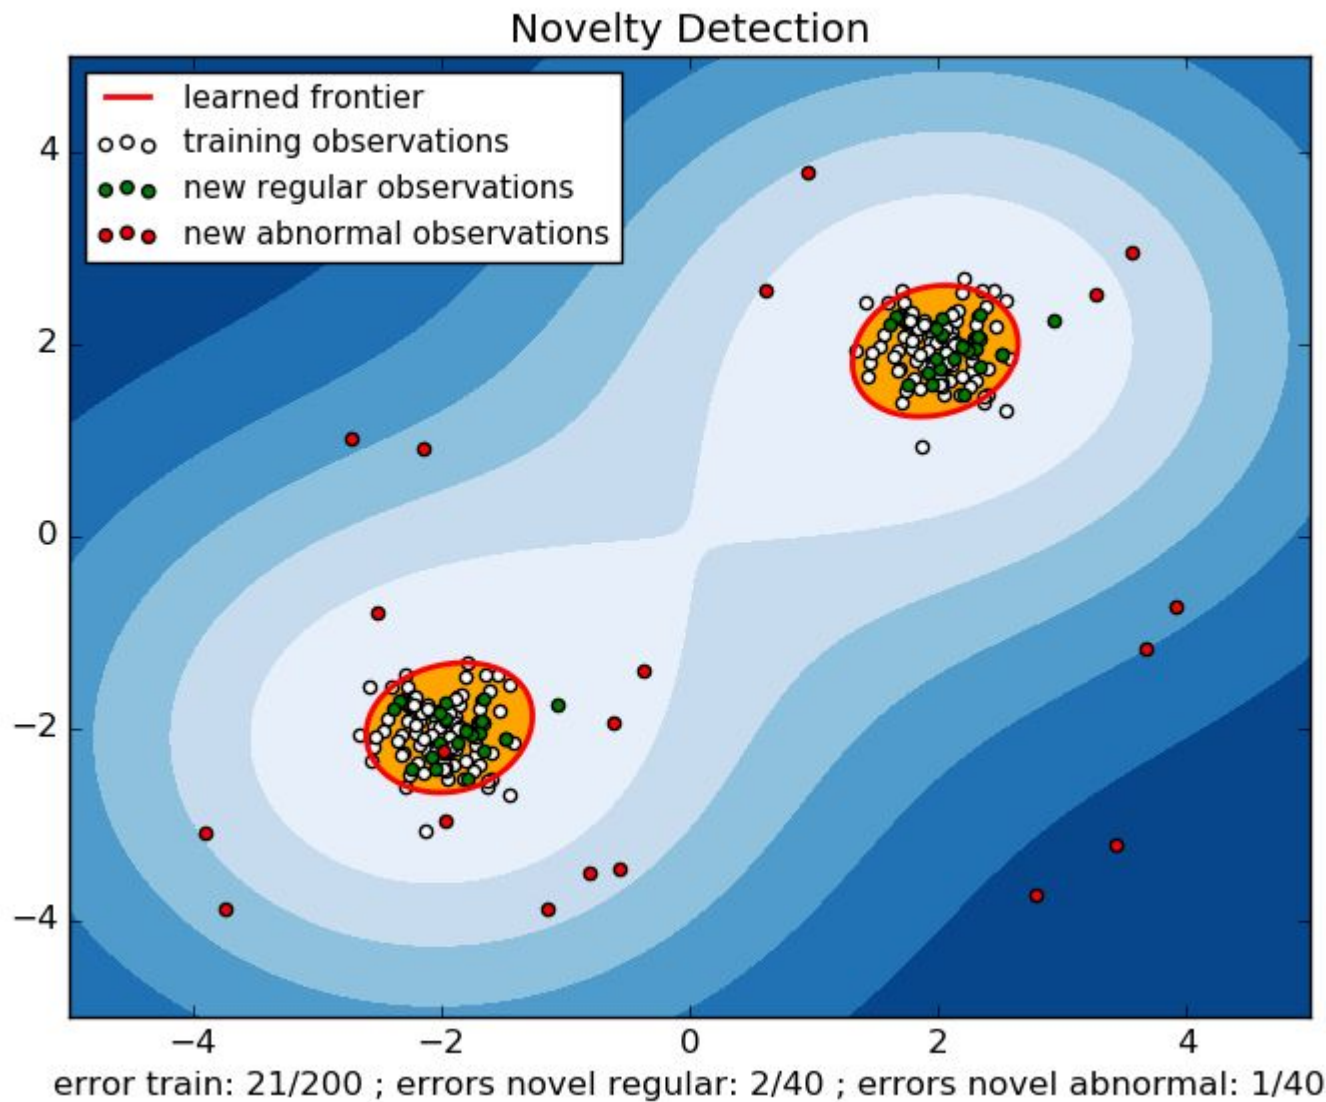 Novelty Detection
learned frontier
training observations
new regular observations
new abnormal observations
4
2
0
−2
−4
−4 −2 0 2 4
error train: 21/200 ; errors novel regular: 2/40 ; errors novel abnormal: 1/40